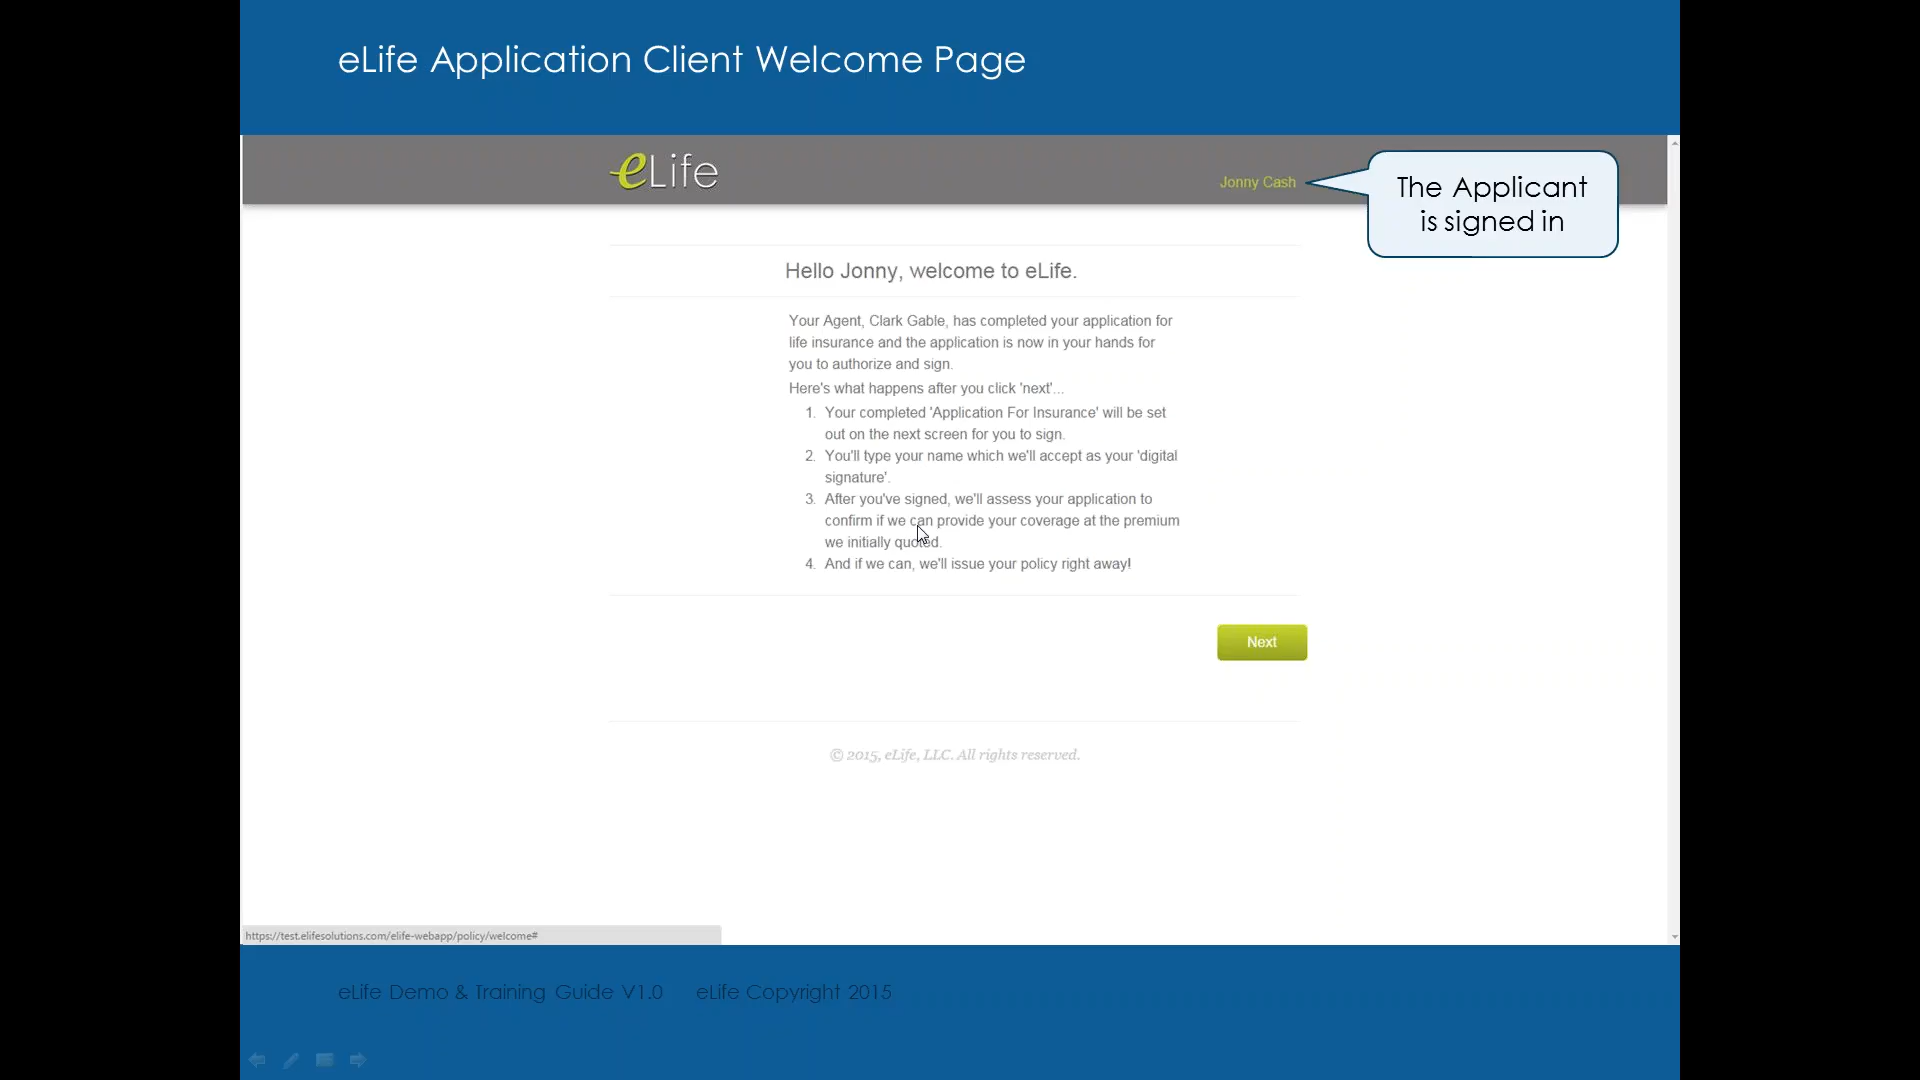 eLife Application Client Welcome Page
eLife
Jonny Cash
The Applicant
is signed in
Hello Jonny, welcome to eLife.
Your Agent, Clark Gable, has completed your application for
life insurance and the application is now in your hands for
you to authorize and sign.
Here's what happens after you click 'next'...
1. Your completed 'Application For Insurance' will be set
out on the next screen for you to sign.
2. You'll type your name which we'll accept as your 'digital
signature'.
3. After you've signed, we'll assess your application to
confirm if we can provide your coverage at the premium
we initially quoted.
4. And if we can, we'll issue your policy right away!
Next
© 2015, eLife, LLC. All rights reserved.
https://test.elifesolutions.com/elife-webapp/policy/welcome#
eLife Demo & Training Guide V1.0 eLife Copyright 2015